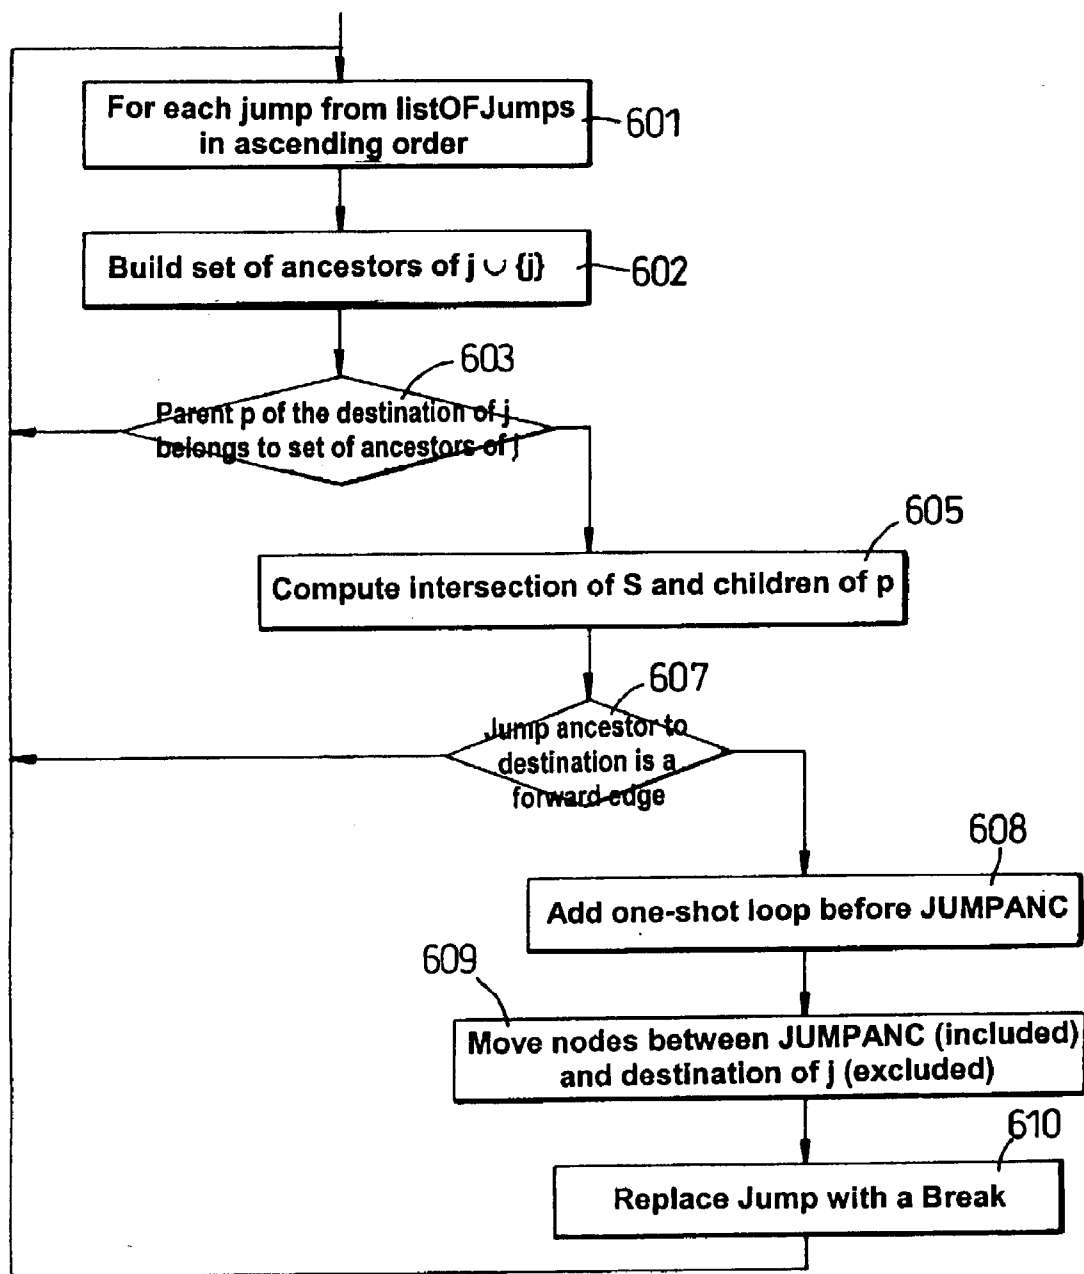 For each jump from listOFJumps
in ascending order
601
Build set of ancestors of j ∪ {j}
602
603
Parent p of the destination of j
belongs to set of ancestors of j
605
Compute intersection of S and children of p
607
Jump ancestor to
destination is a
forward edge
608
Add one-shot loop before JUMPANC
609
Move nodes between JUMPANC (included)
and destination of j (excluded)
610
Replace Jump with a Break